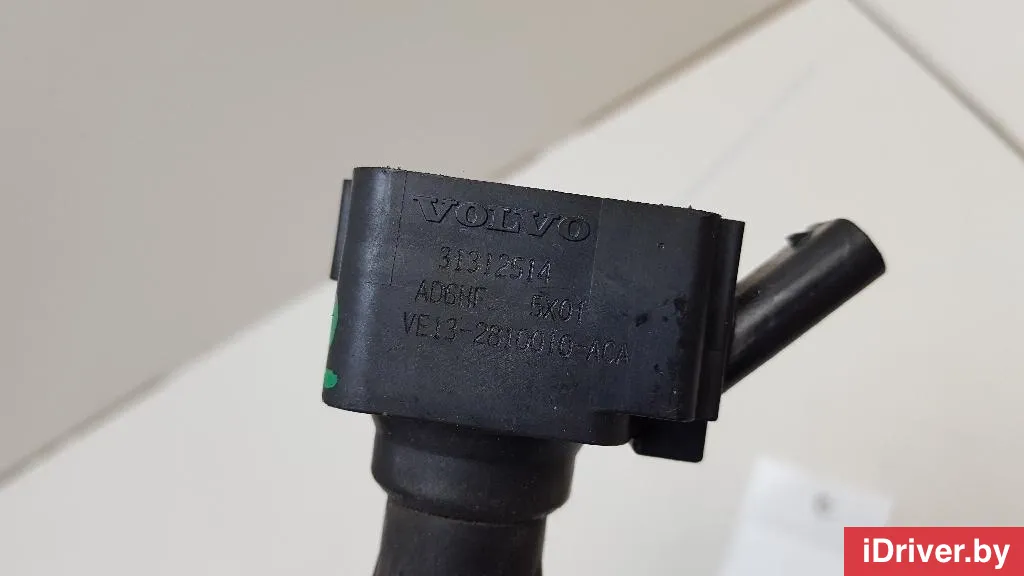 VOLVO
31312514
AD6HF 5X01
VE13-2810010-ACA
iDriver.by